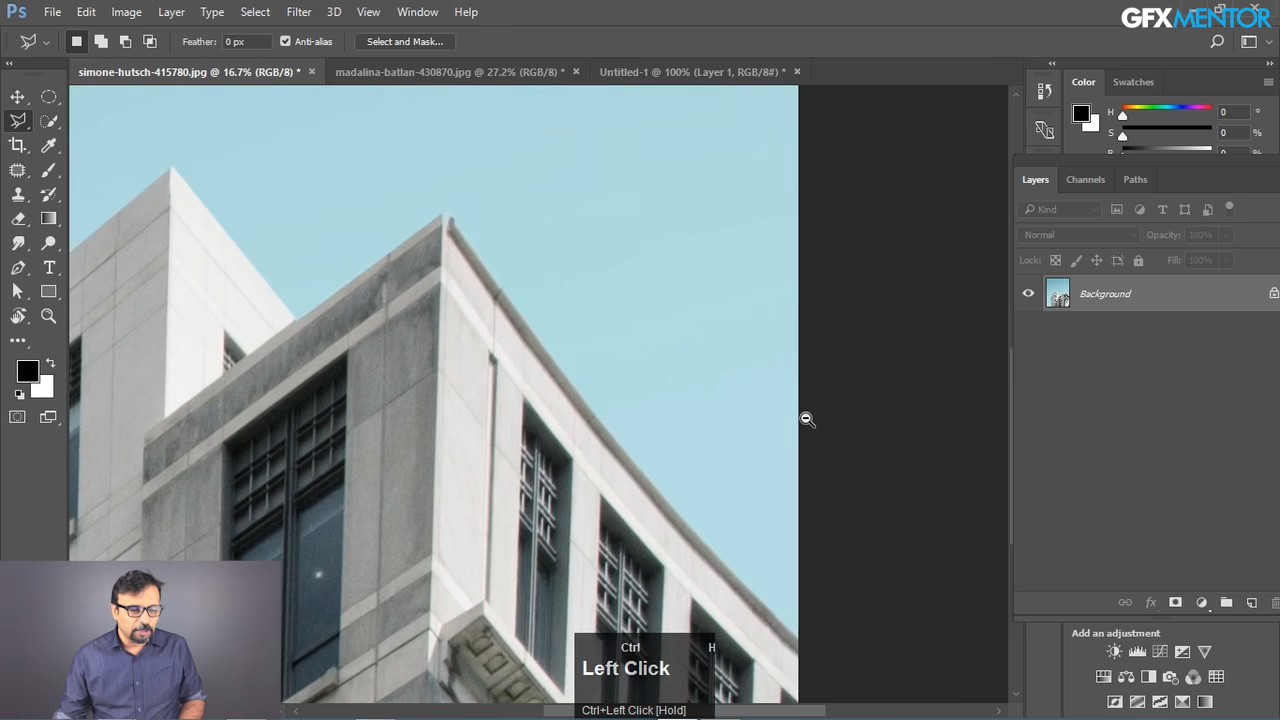 Ps File Edit Image Layer Type Select Filter 3D View Window Help
GFXMENTOR
Feather: 0 px Anti-alias Select and Mask...
simone-hutsch-415780.jpg @ 16.7% (RGB/8) * × madalina-batlan-430870.jpg @ 27.2% (RGB/8) * × Untitled-1 @ 100% (Layer 1, RGB/8#) * ×
Color Swatches
H 0 °
S 0 %
Layers Channels Paths
Kind
Normal Opacity: 100%
Lock: Fill: 100%
Background
Add an adjustment
Ctrl H
Left Click
Ctrl+Left Click [Hold]